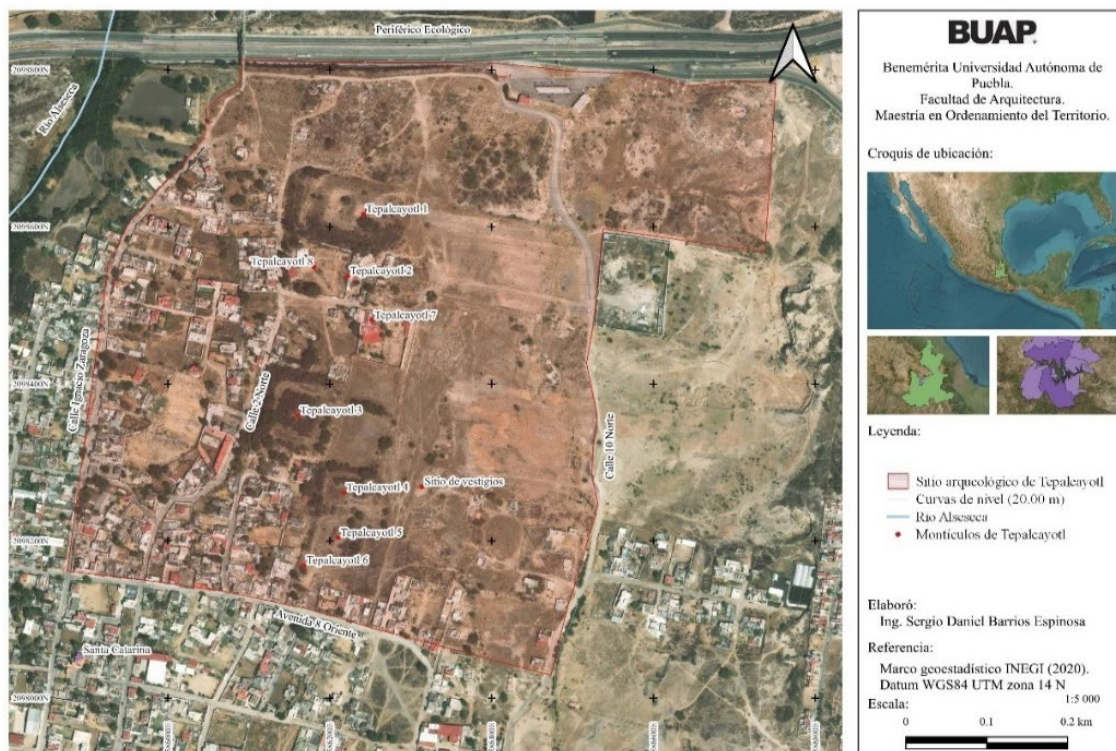 Periférico Ecológico
2098800N
Río Alseseca
Tepalcayotl-1
2098600N
Tepalcayotl-8
Tepalcayotl-2
Tepalcayotl-7
2098400N
Calle Ignacio Zaragoza
Calle 2 Norte
Tepalcayotl-3
Calle 10 Norte
Tepalcayotl-4
Sitio de vestigios
2098200N
Tepalcayotl-5
Tepalcayotl-6
Avenida 8 Oriente
Santa Catarina
2098000N
BUAP
Benemérita Universidad Autónoma de
Puebla.
Facultad de Arquitectura.
Maestría en Ordenamiento del Territorio.
Croquis de ubicación:
Leyenda:
Sitio arqueológico de Tepalcayotl
Curvas de nivel (20.00 m)
Río Alseseca
Montículos de Tepalcayotl
Elaboró:
Ing. Sergio Daniel Barrios Espinosa
Referencia:
Marco geoestadístico INEGI (2020).
Datum WGS84 UTM zona 14 N
Escala:
1:5 000
0 0.1 0.2 km